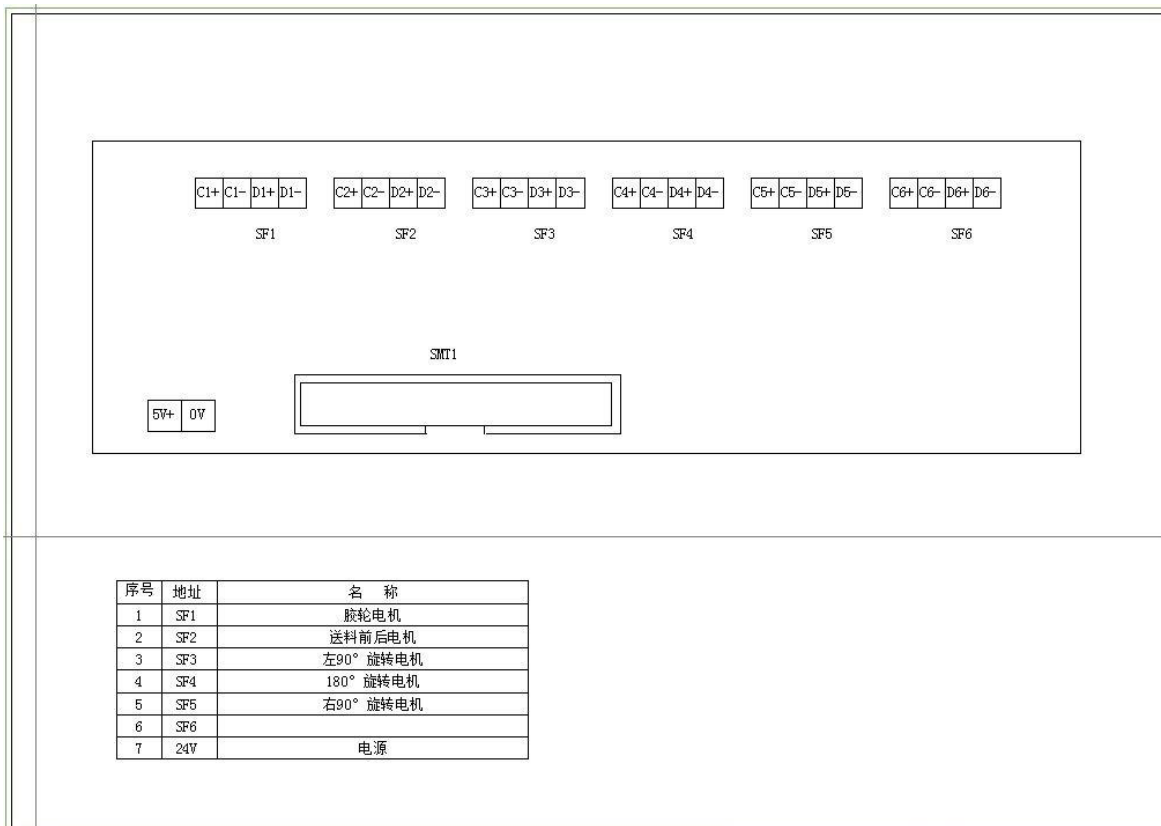 C1+ C1- D1+ D1- C2+ C2- D2+ D2- C3+ C3- D3+ D3- C4+ C4- D4+ D4- C5+ C5- D5+ D5- C6+ C6- D6+ D6-
SF1 SF2 SF3 SF4 SF5 SF6
SMT1
5V+ 0V
序号 地址 名 称
1 SF1 胶轮电机
2 SF2 送料前后电机
3 SF3 左90° 旋转电机
4 SF4 180° 旋转电机
5 SF5 右90° 旋转电机
6 SF6
7 24V 电源